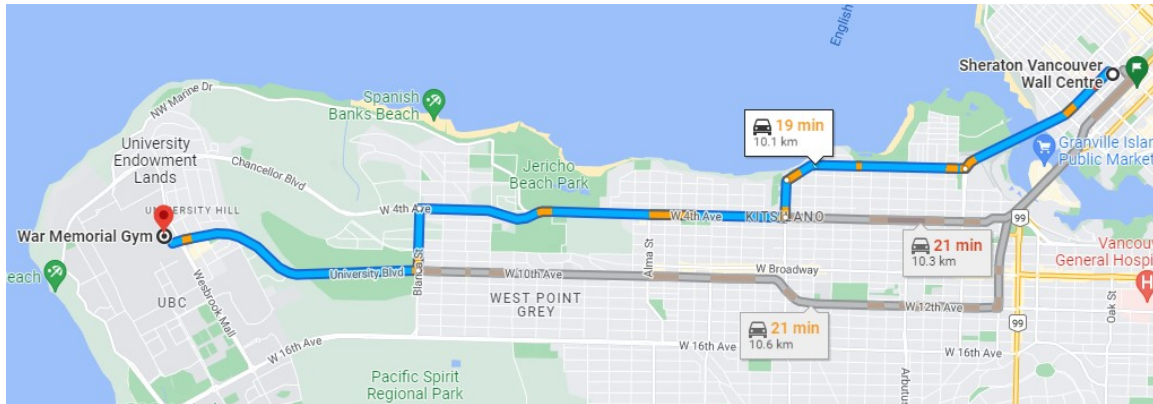 English
Sheraton Vancouver
Wall Centre
NW Marine Dr
Spanish
Banks Beach
19 min
10.1 km
Granville Islan
Public Market
University
Endowment
Lands
Chancellor Blvd
Jericho
Beach Park
UNIVERSITY HILL
W 4th Ave
W 4th Ave
KITSILANO
99
War Memorial Gym
21 min
10.3 km
Vancouv
General Hospit
Alma St
Blanca St
University Blvd
W 10th Ave
W Broadway
each
UBC
Wesbrook Mall
WEST POINT
GREY
W 12th Ave
Oak St
H
21 min
10.6 km
99
W 16th Ave
W 16th Ave
W 16th Ave
Arbutus
Pacific Spirit
Regional Park